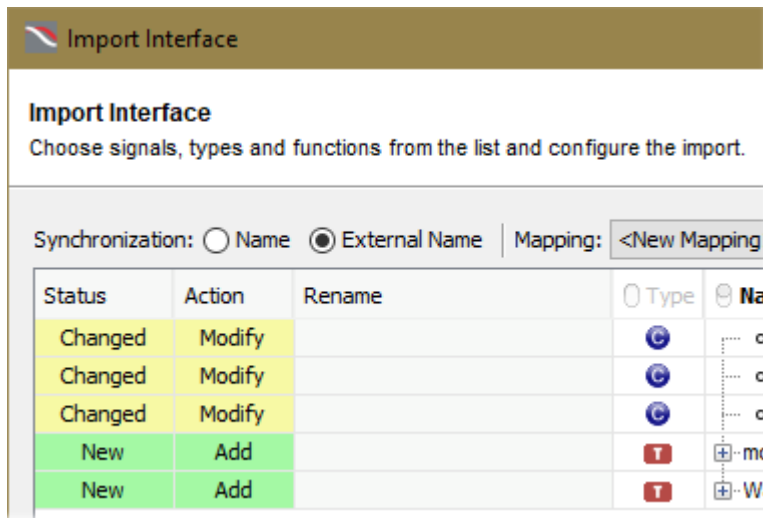 Import Interface
Import Interface
Choose signals, types and functions from the list and configure the import.
Synchronization: Name External Name Mapping: <New Mapping
Status Action Rename Type
Changed Modify C
Changed Modify C
Changed Modify C
New Add T
New Add T